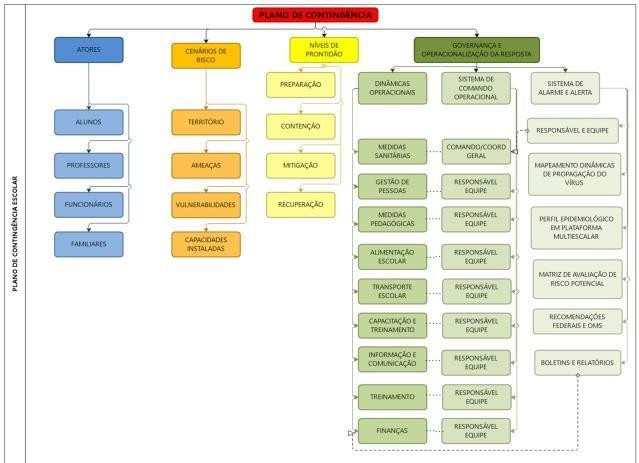 PLANO DE CONTINGÊNCIA
PLANO DE CONTINGÊNCIA ESCOLAR
ATORES
ALUNOS
PROFESSORES
FUNCIONÁRIOS
FAMILIARES
CENÁRIOS DE
RISCO
TERRITÓRIO
AMEAÇAS
VULNERABILIDADES
CAPACIDADES
INSTALADAS
NÍVEIS DE
PRONTIDÃO
PREPARAÇÃO
CONTENÇÃO
MITIGAÇÃO
RECUPERAÇÃO
GOVERNANÇA E
OPERACIONALIZAÇÃO DA RESPOSTA
DINÂMICAS
OPERACIONAIS
MEDIDAS
SANITÁRIAS
GESTÃO DE
PESSOAS
MEDIDAS
PEDAGÓGICAS
ALIMENTAÇÃO
ESCOLAR
TRANSPORTE
ESCOLAR
CAPACITAÇÃO E
TREINAMENTO
INFORMAÇÃO E
COMUNICAÇÃO
TREINAMENTO
FINANÇAS
SISTEMA DE
COMANDO
OPERACIONAL
COMANDO/COORD
GERAL
RESPONSÁVEL
EQUIPE
RESPONSÁVEL
EQUIPE
RESPONSÁVEL
EQUIPE
RESPONSÁVEL
EQUIPE
RESPONSÁVEL
EQUIPE
RESPONSÁVEL
EQUIPE
RESPONSÁVEL
EQUIPE
RESPONSÁVEL
EQUIPE
SISTEMA DE
ALARME E ALERTA
RESPONSÁVEL E EQUIPE
MAPEAMENTO DINÂMICAS
DE PROPAGAÇÃO DO
VÍRUS
PERFIL EPIDEMIOLÓGICO
EM PLATAFORMA
MULTIESCALAR
MATRIZ DE AVALIAÇÃO DE
RISCO POTENCIAL
RECOMENDAÇÕES
FEDERAIS E OMS
BOLETINS E RELATÓRIOS